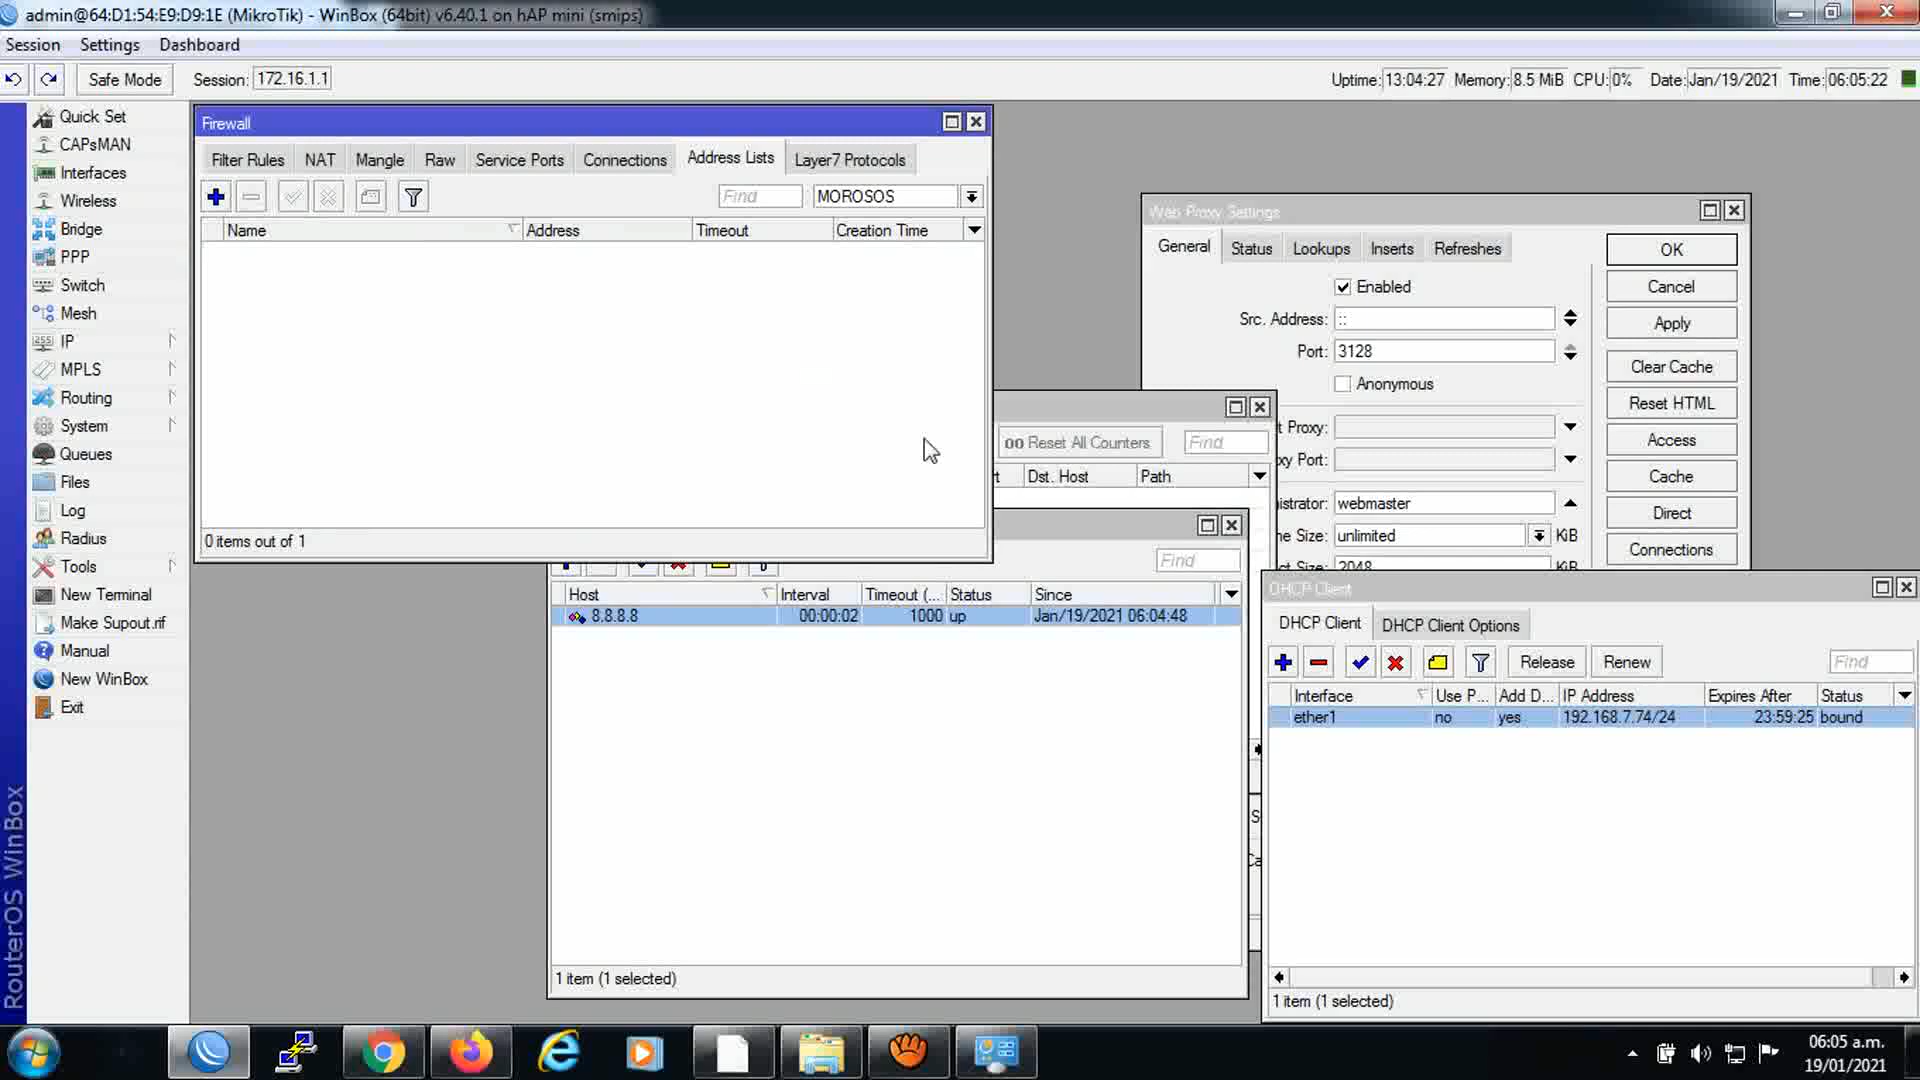 admin@64:D1:54:E9:D9:1E (MikroTik) - WinBox (64bit) v6.40.1 on hAP mini (smips)
Session Settings Dashboard
Safe Mode Session: 172.16.1.1 Uptime: 13:04:27 Memory: 8.5 MiB CPU: 0% Date: Jan/19/2021 Time: 06:05:22
Quick Set
CAPsMAN
Interfaces
Wireless
Bridge
PPP
Switch
Mesh
IP
MPLS
Routing
System
Queues
Files
Log
Radius
Tools
New Terminal
Make Supout.rif
Manual
New WinBox
Exit
RouterOS WinBox
Firewall
Filter Rules NAT Mangle Raw Service Ports Connections Address Lists Layer7 Protocols
Find MOROSOS
Name Address Timeout Creation Time
0 items out of 1
Web Proxy Settings
General Status Lookups Inserts Refreshes
Enabled
Src. Address: ::
Port: 3128
Anonymous
t Proxy:
xy Port:
istrator: webmaster
he Size: unlimited KiB
ct Size: 2048 KiB
OK
Cancel
Apply
Clear Cache
Reset HTML
Access
Cache
Direct
Connections
00 Reset All Counters Find
t Dst. Host Path
Find
Host Interval Timeout (... Status Since
8.8.8.8 00:00:02 1000 up Jan/19/2021 06:04:48
1 item (1 selected)
S
Ca
DHCP Client
DHCP Client DHCP Client Options
Release Renew Find
Interface Use P... Add D... IP Address Expires After Status
ether1 no yes 192.168.7.74/24 23:59:25 bound
1 item (1 selected)
06:05 a.m.
19/01/2021